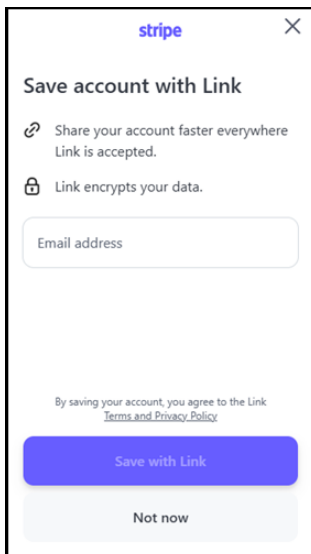 stripe
Save account with Link
Share your account faster everywhere
Link is accepted.
Link encrypts your data.
Email address
By saving your account, you agree to the Link
Terms and Privacy Policy
Save with Link
Not now